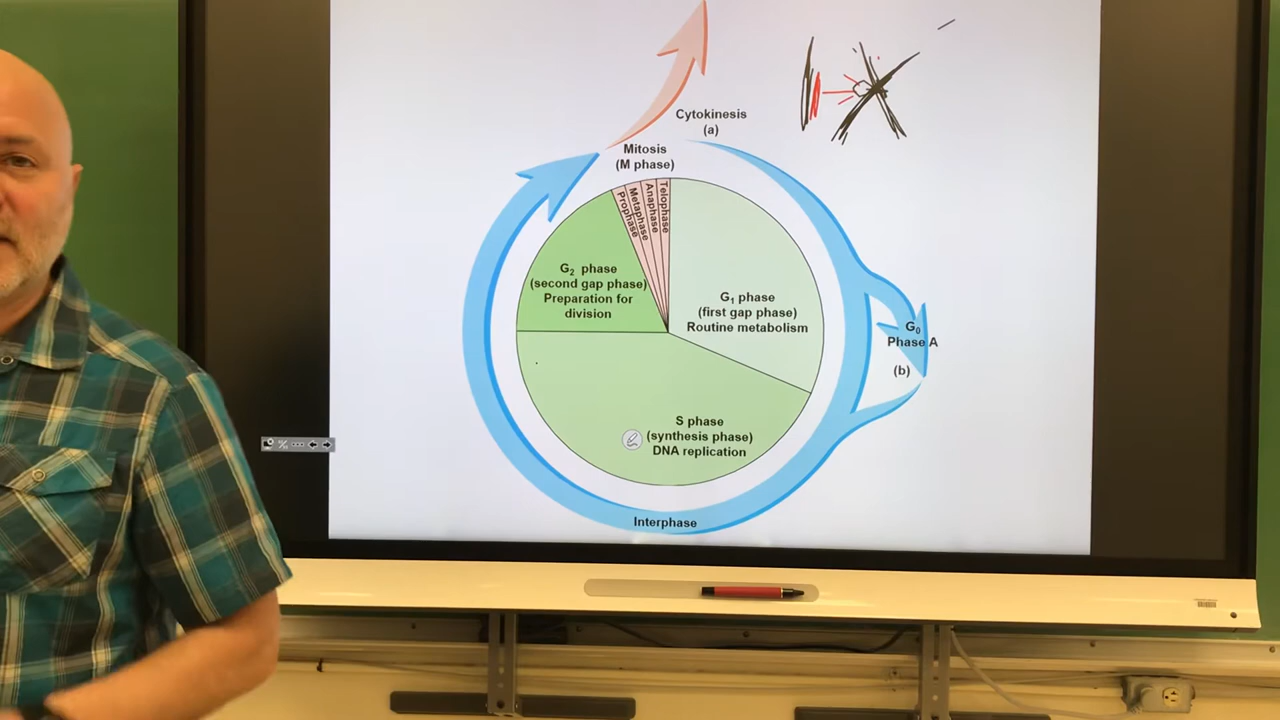 Cytokinesis
(a)
Mitosis
(M phase)
Prophase
Metaphase
Anaphase
Telophase
G₂ phase
(second gap phase)
Preparation for
division
G₁ phase
(first gap phase)
Routine metabolism
G₀
Phase A
(b)
S phase
(synthesis phase)
DNA replication
Interphase